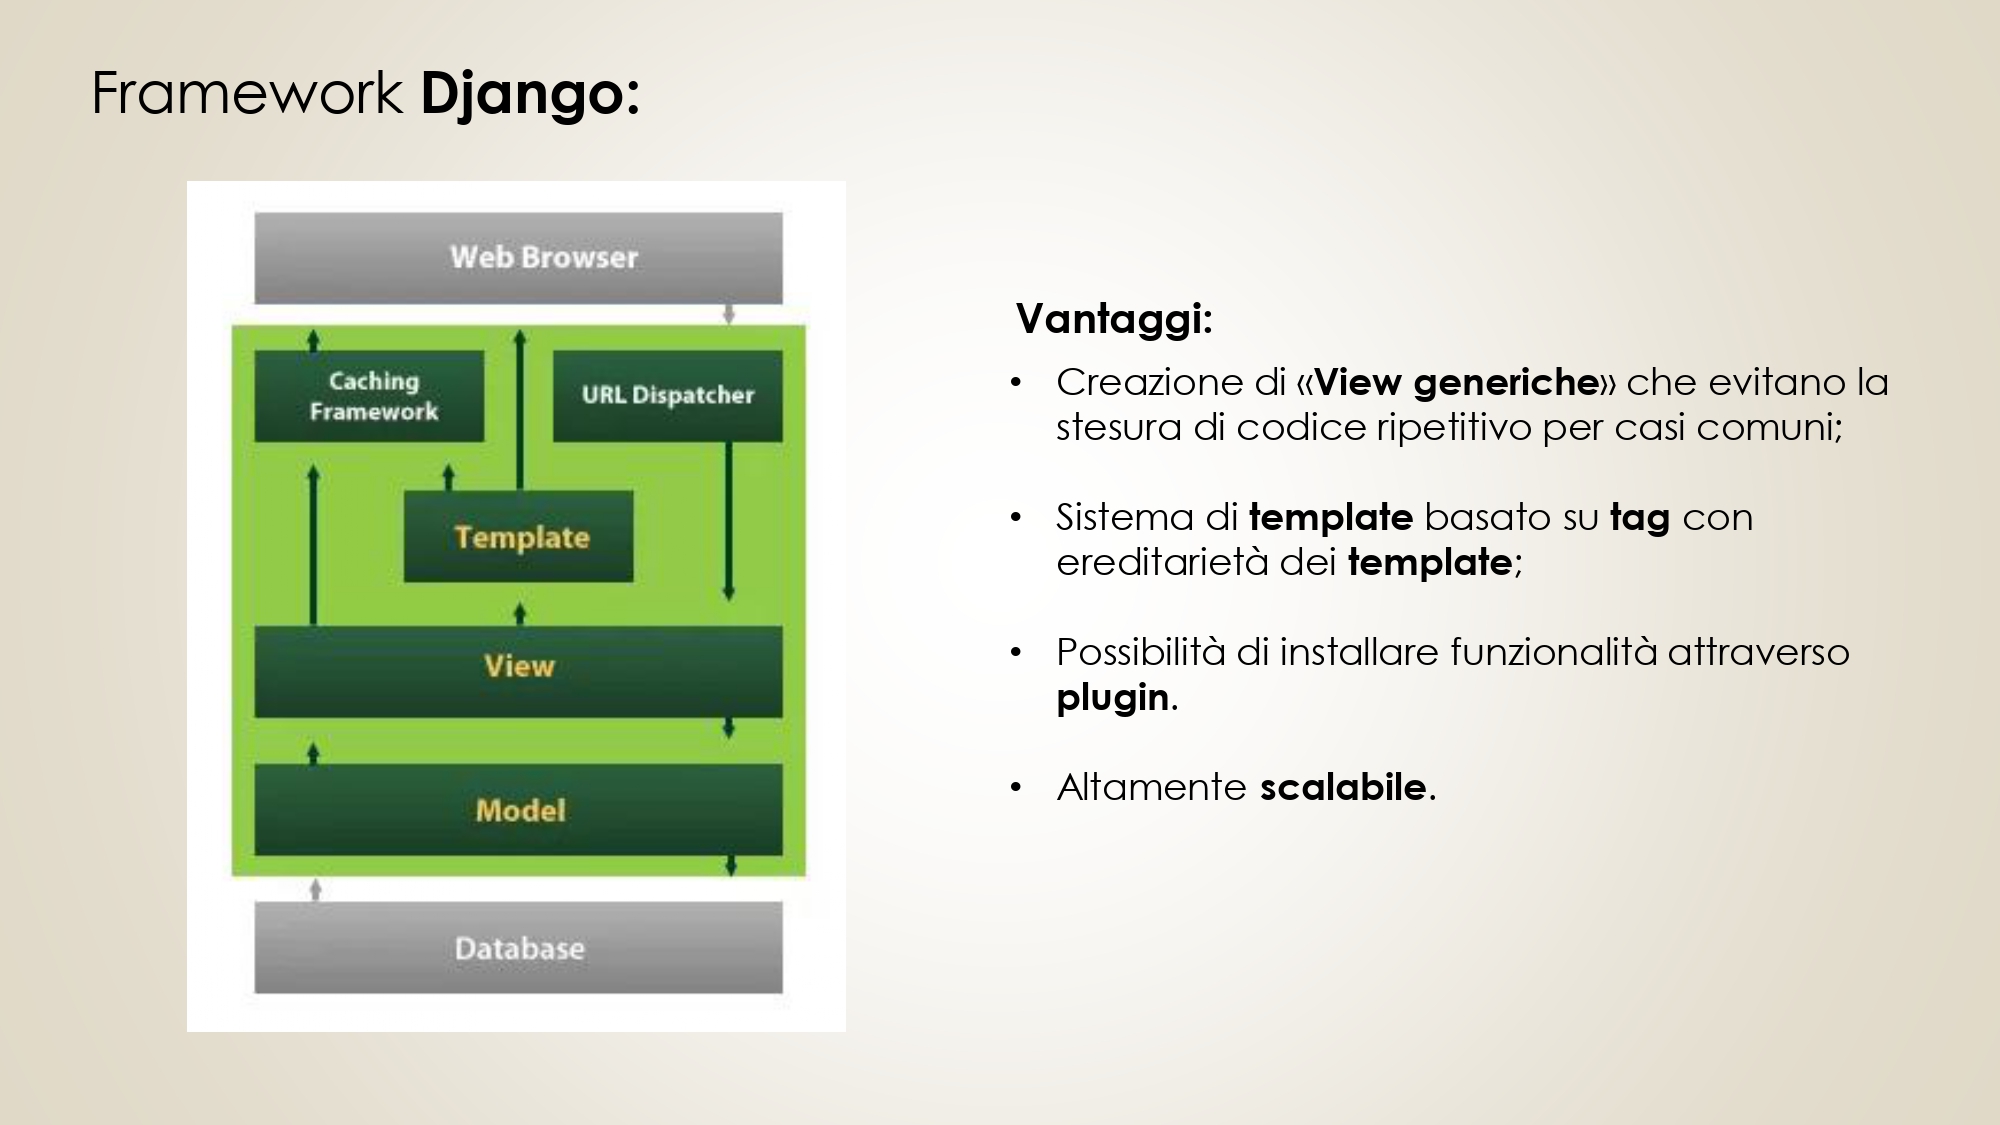 Framework Django:
Web Browser
Caching
Framework
URL Dispatcher
Template
View
Model
Database
Vantaggi:
• Creazione di «View generiche» che evitano la
stesura di codice ripetitivo per casi comuni;
• Sistema di template basato su tag con
ereditarietà dei template;
• Possibilità di installare funzionalità attraverso
plugin.
• Altamente scalabile.